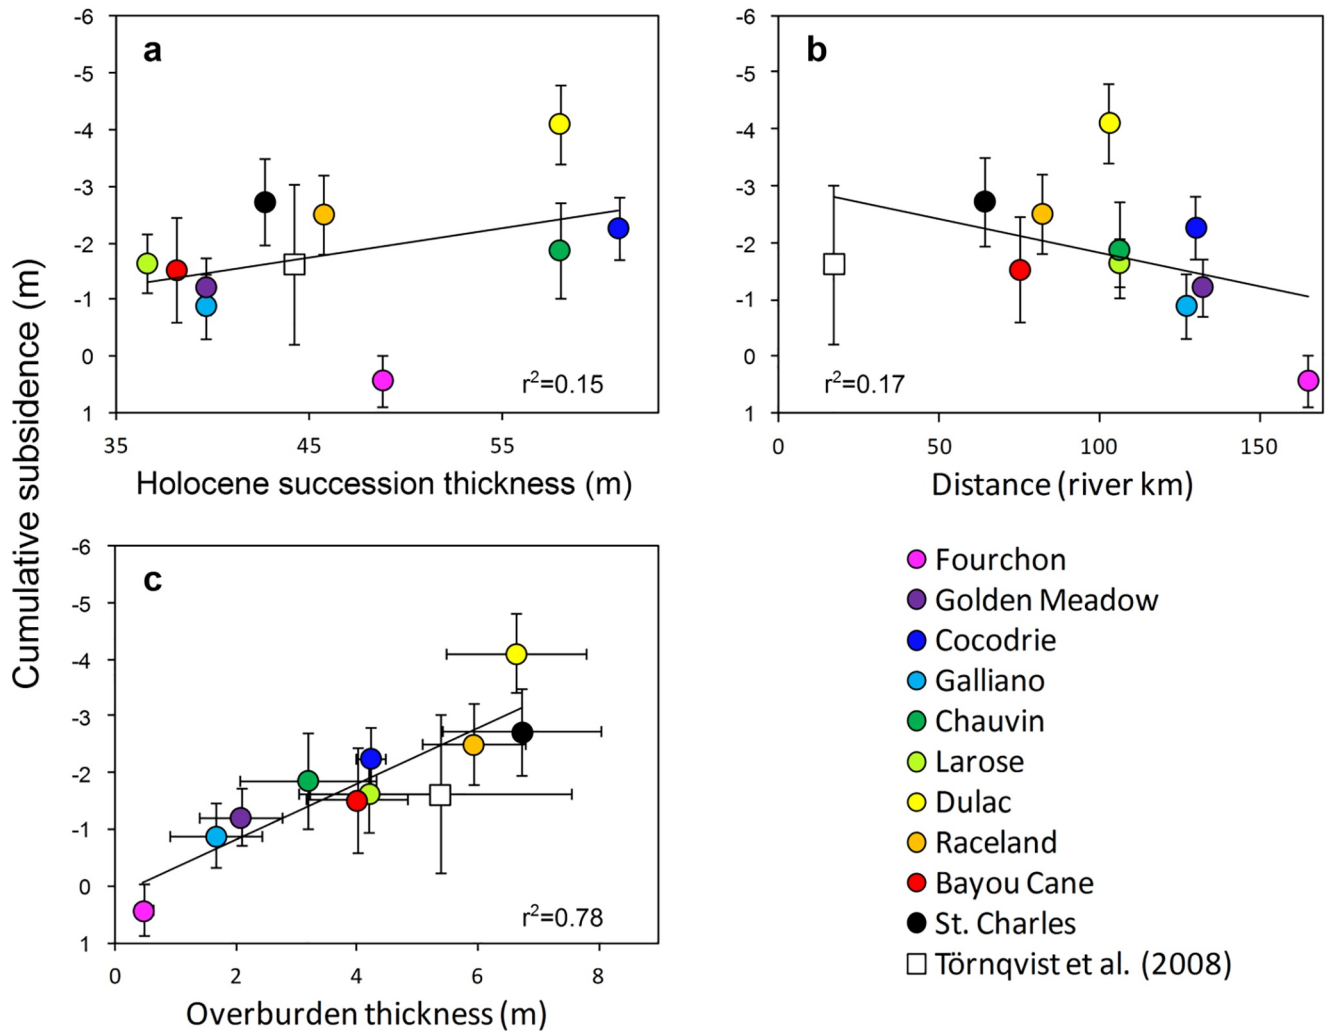 Cumulative subsidence (m)
a
-6
-5
-4
-3
-2
-1
0
1
35
45
55
r²=0.15
Holocene succession thickness (m)
b
-6
-5
-4
-3
-2
-1
0
1
0
50
100
150
r²=0.17
Distance (river km)
c
-6
-5
-4
-3
-2
-1
0
1
0
2
4
6
8
r²=0.78
Overburden thickness (m)
Fourchon
Golden Meadow
Cocodrie
Galliano
Chauvin
Larose
Dulac
Raceland
Bayou Cane
St. Charles
Törnqvist et al. (2008)